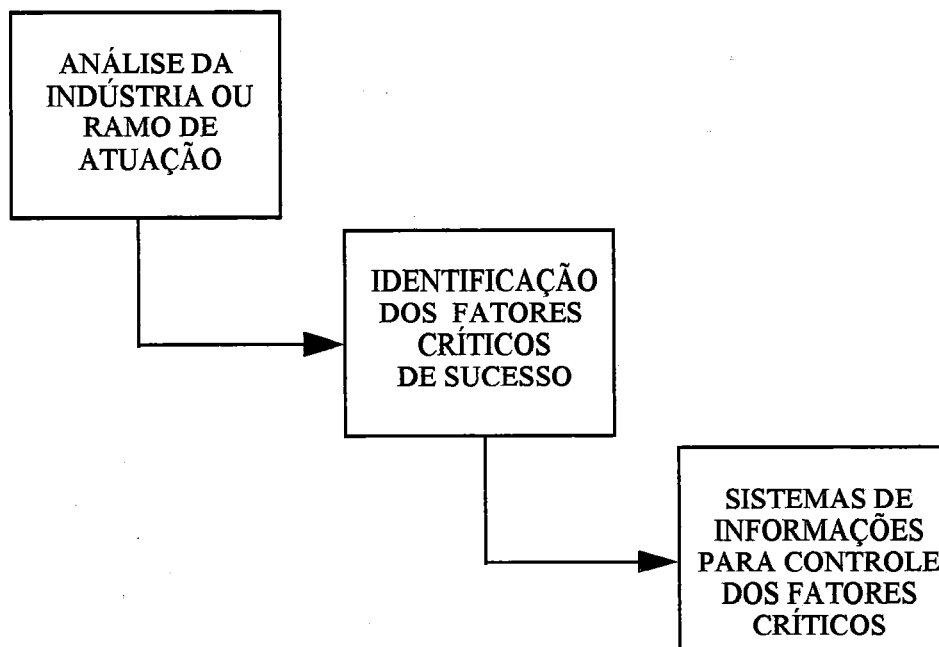 ANÁLISE DA
INDÚSTRIA OU
RAMO DE
ATUAÇÃO
IDENTIFICAÇÃO
DOS FATORES
CRÍTICOS
DE SUCESSO
SISTEMAS DE
INFORMAÇÕES
PARA CONTROLE
DOS FATORES
CRÍTICOS